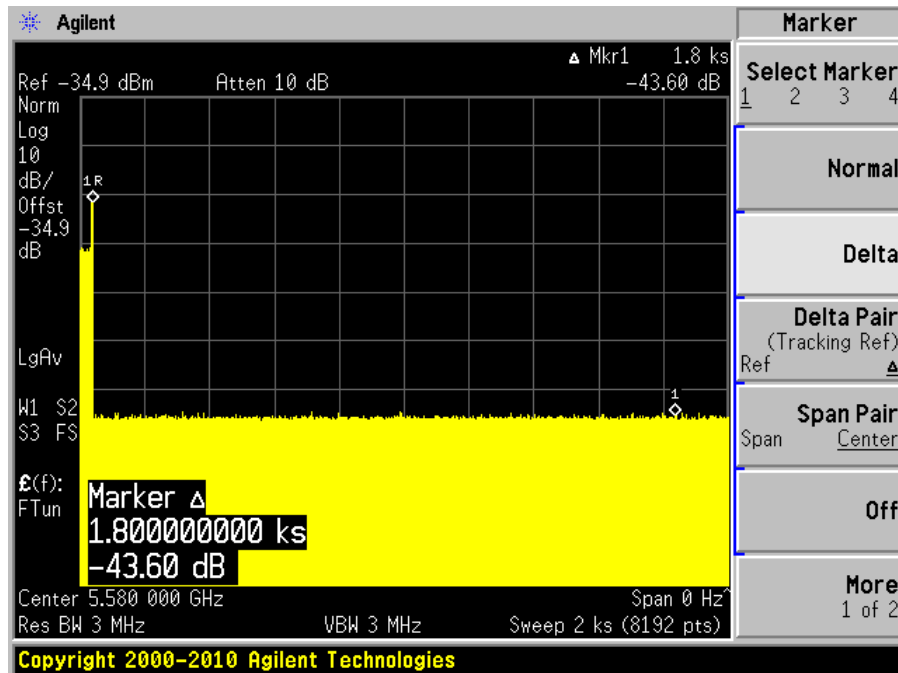 Agilent
Marker
Δ Mkr1 1.8 ks
Ref -34.9 dBm Atten 10 dB -43.60 dB
Norm
Log
10
dB/
Offst
-34.9
dB
1R
LgAv
1
W1 S2
S3 FS
£(f):
FTun
Marker Δ
1.800000000 ks
-43.60 dB
Center 5.580 000 GHz Span 0 Hz^
Res BW 3 MHz VBW 3 MHz Sweep 2 ks (8192 pts)
Copyright 2000-2010 Agilent Technologies
Select Marker
1 2 3 4
Normal
Delta
Delta Pair
(Tracking Ref)
Ref Δ
Span Pair
Span Center
Off
More
1 of 2